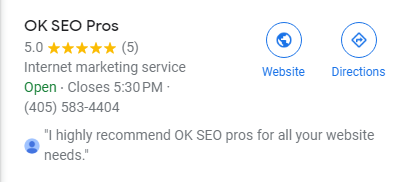 OK SEO Pros
5.0 ★★★★★ (5)
Internet marketing service
Open · Closes 5:30 PM ·
(405) 583-4404
Website
Directions
"I highly recommend OK SEO pros for all your website
needs."